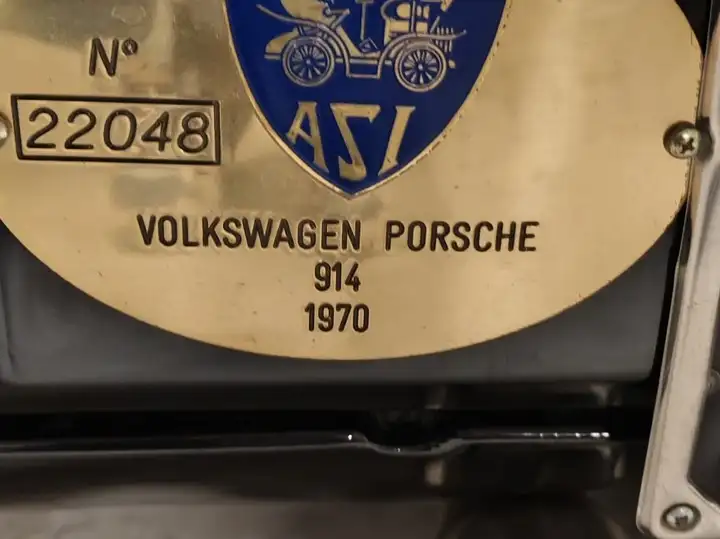 N°
22048
ASI
VOLKSWAGEN PORSCHE
914
1970